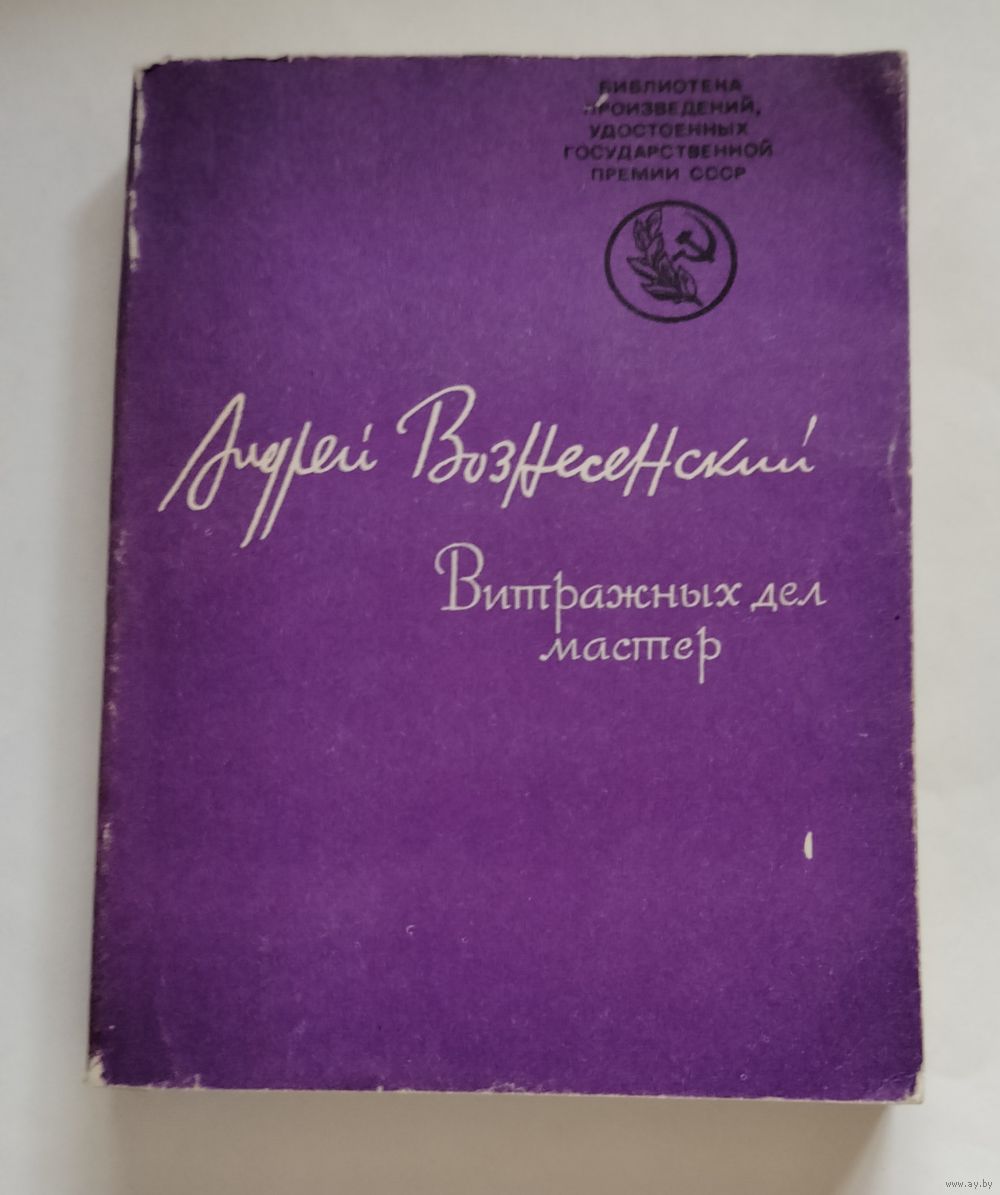 БИБЛИОТЕКА
ПРОИЗВЕДЕНИЙ,
УДОСТОЕННЫХ
ГОСУДАРСТВЕННОЙ
ПРЕМИИ СССР
Андрей Вознесенский
Витражных дел
мастер
www.ay.by